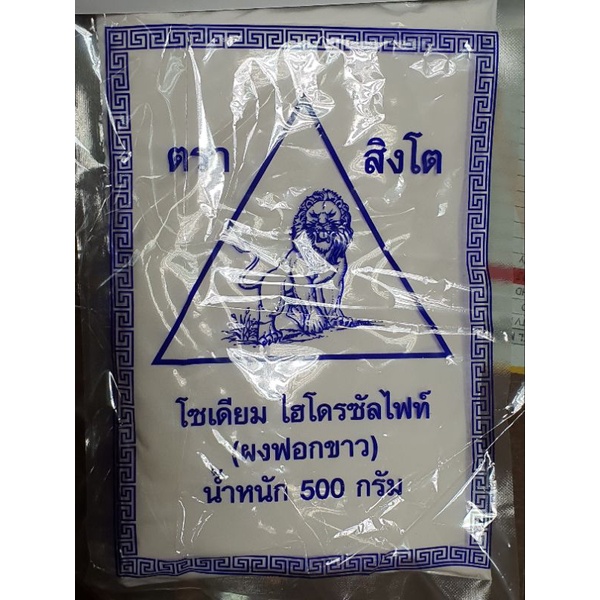 ตรา สิงโต
โซเดียม ไฮโดรซัลไฟท์
(ผงฟอกขาว)
น้ำหนัก 500 กรัม